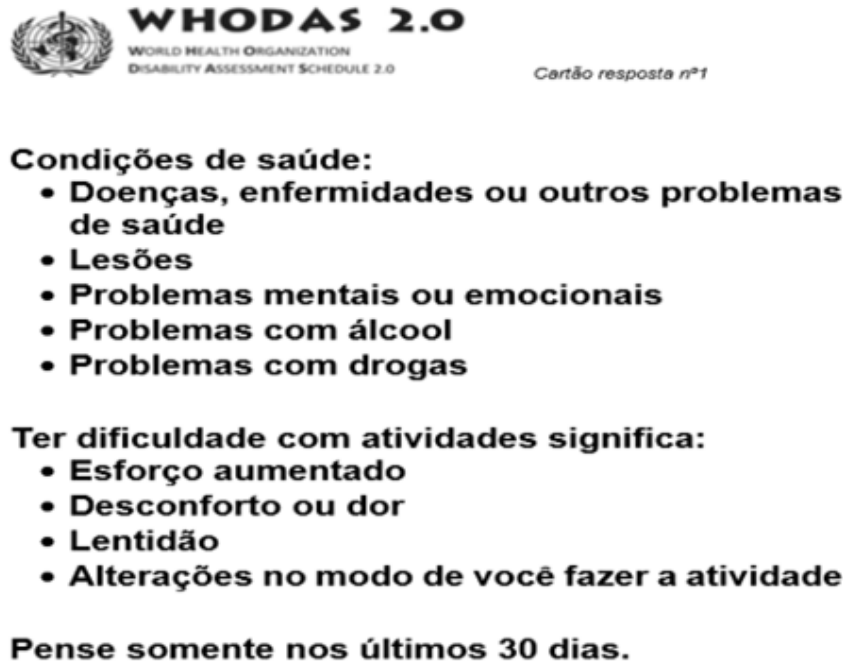 WHODAS 2.0
WORLD HEALTH ORGANIZATION
DISABILITY ASSESSMENT SCHEDULE 2.0
Cartão resposta nº1
Condições de saúde:
• Doenças, enfermidades ou outros problemas
de saúde
• Lesões
• Problemas mentais ou emocionais
• Problemas com álcool
• Problemas com drogas
Ter dificuldade com atividades significa:
• Esforço aumentado
• Desconforto ou dor
• Lentidão
• Alterações no modo de você fazer a atividade
Pense somente nos últimos 30 dias.